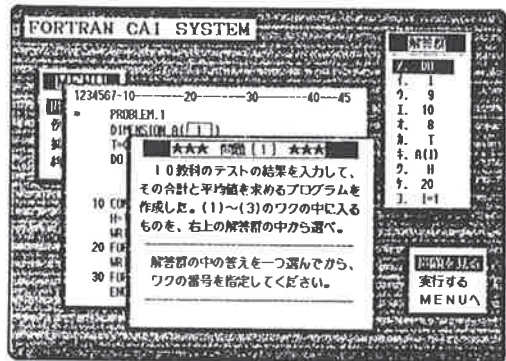 FORTRAN CAI SYSTEM
解答群
イ. I
ウ. 9
エ. 10
オ. 8
カ. T
キ. A(I)
ク. H
ケ. 20
コ. I=1
1234567-10---------20---------30---------40---45
* PROBLEM.1
DIMENSION A( 1 )
DO
★★★ 問題(1) ★★★
10教科のテストの結果を入力して、
その合計と平均値を求めるプログラムを
作成した。(1)〜(3)のワクの中に入る
ものを、右上の解答群の中から選べ。
解答群の中の答えを一つ選んでから、
ワクの番号を指定してください。
10
20
30
問題を見る
実行する
MENUへ